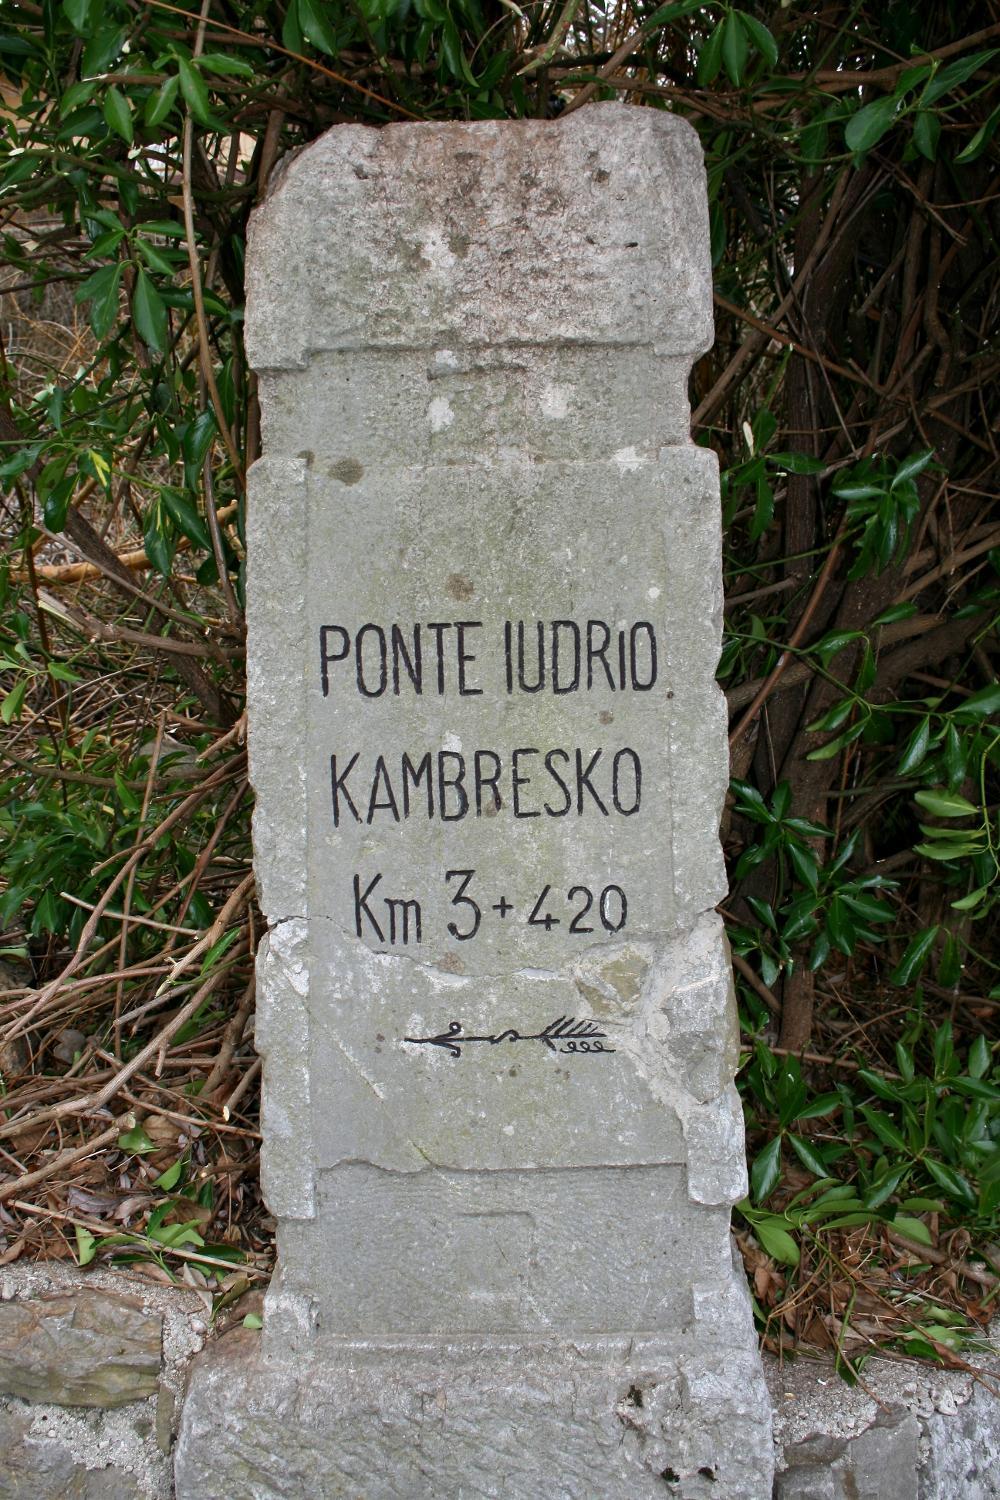 PONTE IUDRIO
KAMBRESKO
Km 3+420